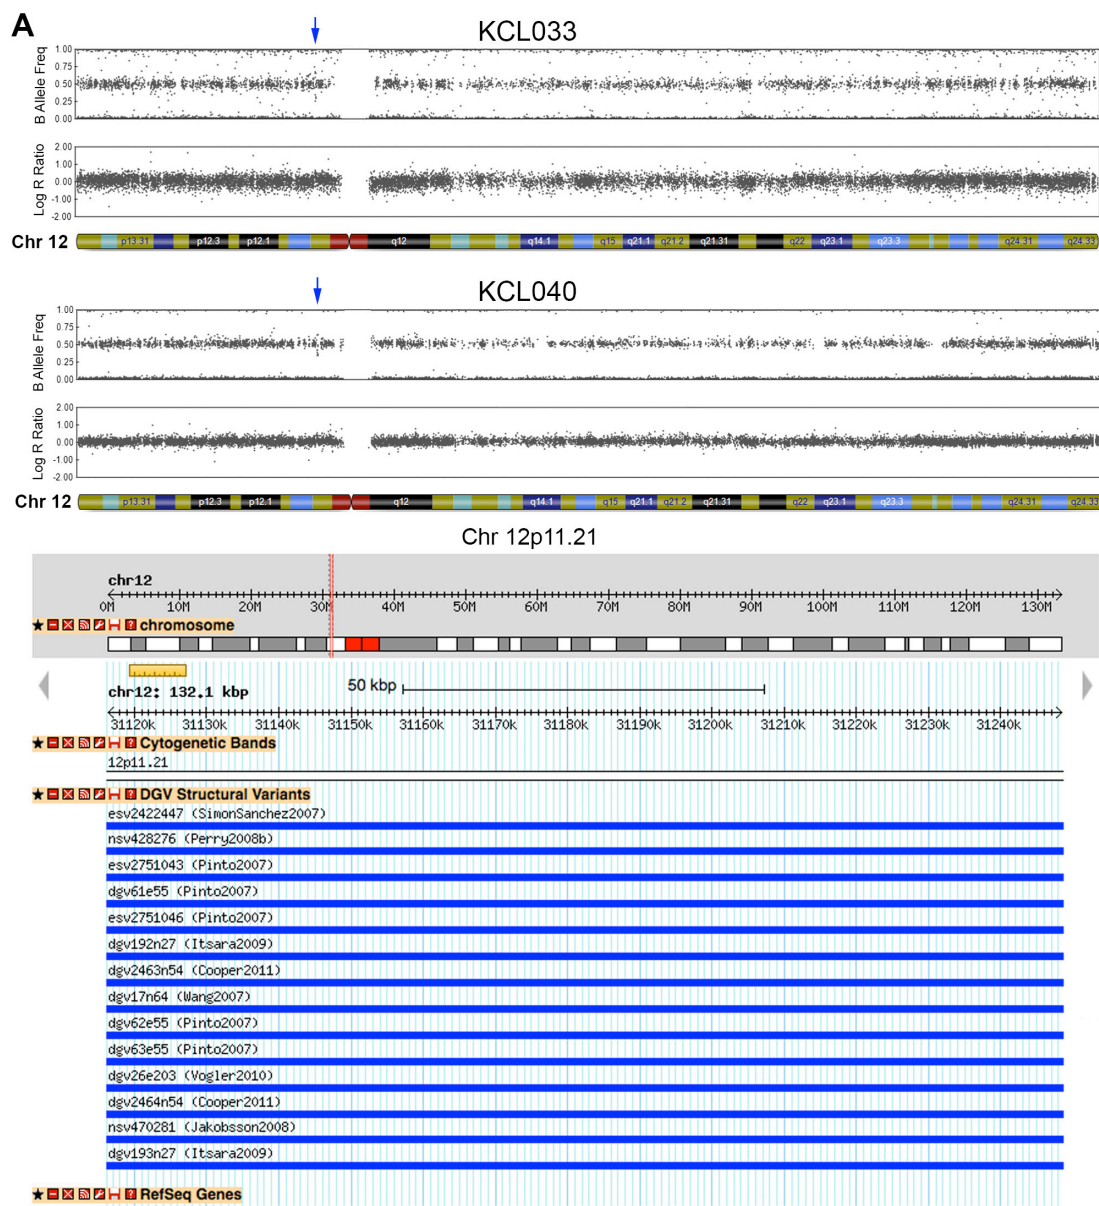 A
KCL033
B Allele Freq
1.00
0.75
0.50
0.25
0.00
Log R Ratio
2.00
1.00
0.00
-1.00
-2.00
Chr 12
p13.31 p12.3 p12.1 q12 q14.1 q15 q21.1 q21.2 q21.31 q22 q23.1 q23.3 q24.31 q24.33
KCL040
B Allele Freq
1.00
0.75
0.50
0.25
0.00
Log R Ratio
2.00
1.00
0.00
-1.00
-2.00
Chr 12
p13.31 p12.3 p12.1 q12 q14.1 q15 q21.1 q21.2 q21.31 q22 q23.1 q23.3 q24.31 q24.33
Chr 12p11.21
chr12
0M 10M 20M 30M 40M 50M 60M 70M 80M 90M 100M 110M 120M 130M
chromosome
chr12: 132.1 kbp
50 kbp
31120k 31130k 31140k 31150k 31160k 31170k 31180k 31190k 31200k 31210k 31220k 31230k 31240k
Cytogenetic Bands
12p11.21
DGV Structural Variants
esv2422447 (SimonSanchez2007)
nsv428276 (Perry2008b)
esv2751043 (Pinto2007)
dgv61e55 (Pinto2007)
esv2751046 (Pinto2007)
dgv192n27 (Itsara2009)
dgv2463n54 (Cooper2011)
dgv17n64 (Wang2007)
dgv62e55 (Pinto2007)
dgv63e55 (Pinto2007)
dgv26e203 (Vogler2010)
dgv2464n54 (Cooper2011)
nsv470281 (Jakobsson2008)
dgv193n27 (Itsara2009)
RefSeq Genes